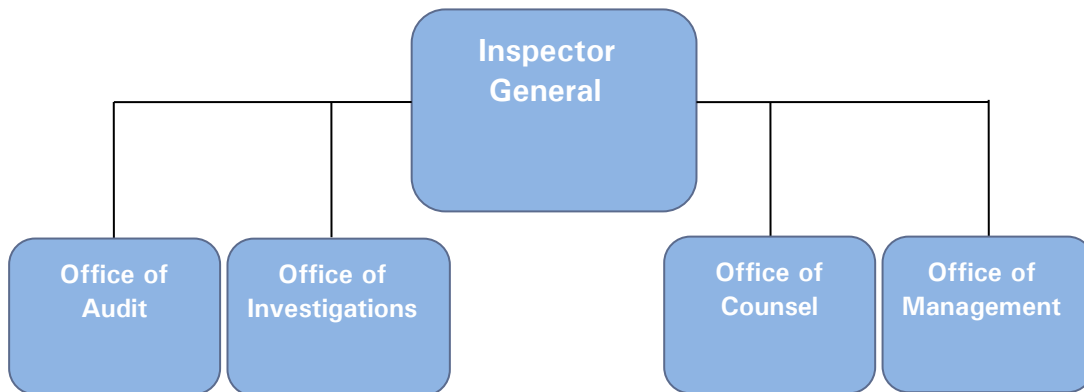 Inspector
General
Office of
Audit
Office of
Investigations
Office of
Counsel
Office of
Management